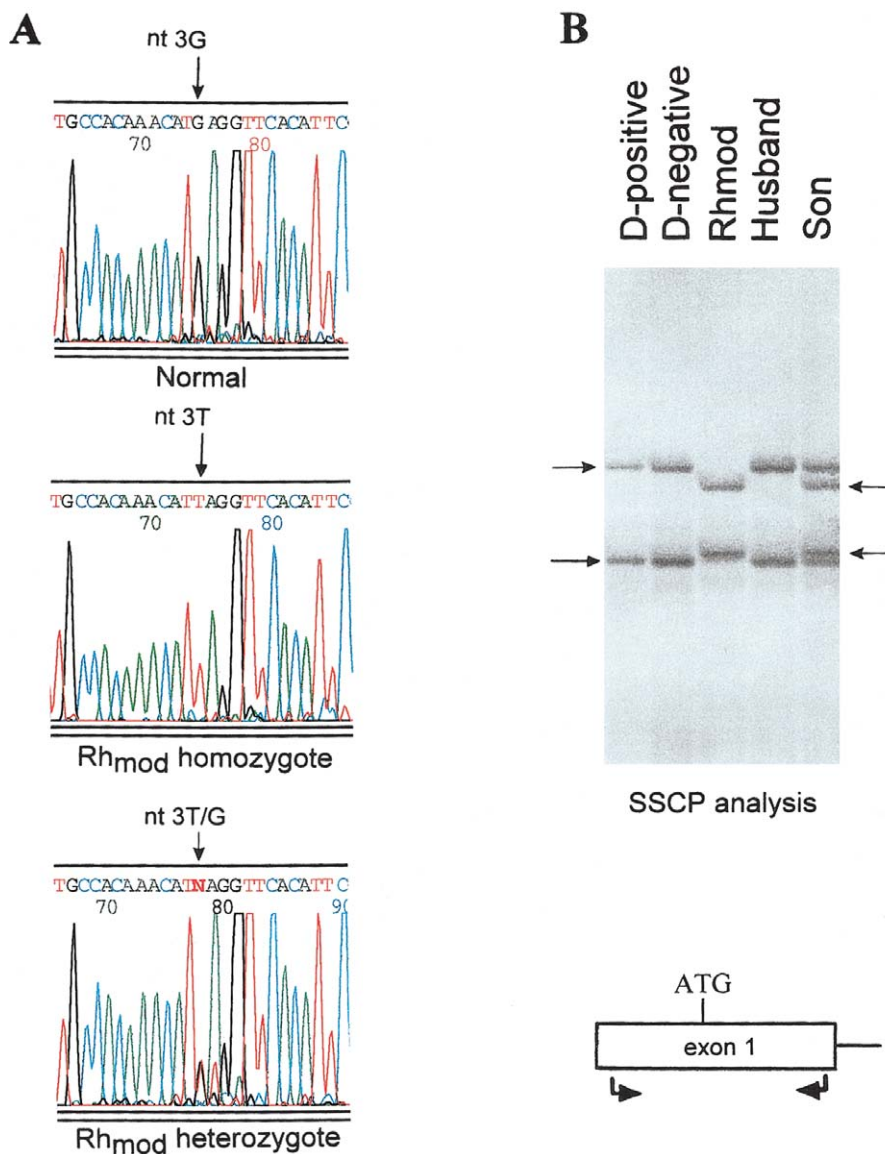 A
nt 3G
TGCCACAAACATGAGGTTCACATTC
70 80
Normal
nt 3T
TGCCACAAACATTAGGTTCACATTC
70 80
Rhmod homozygote
nt 3T/G
TGCCACAAACATNAGGTTCACATTC
70 80 90
Rhmod heterozygote
B
D-positive
D-negative
Rhmod
Husband
Son
SSCP analysis
ATG
exon 1